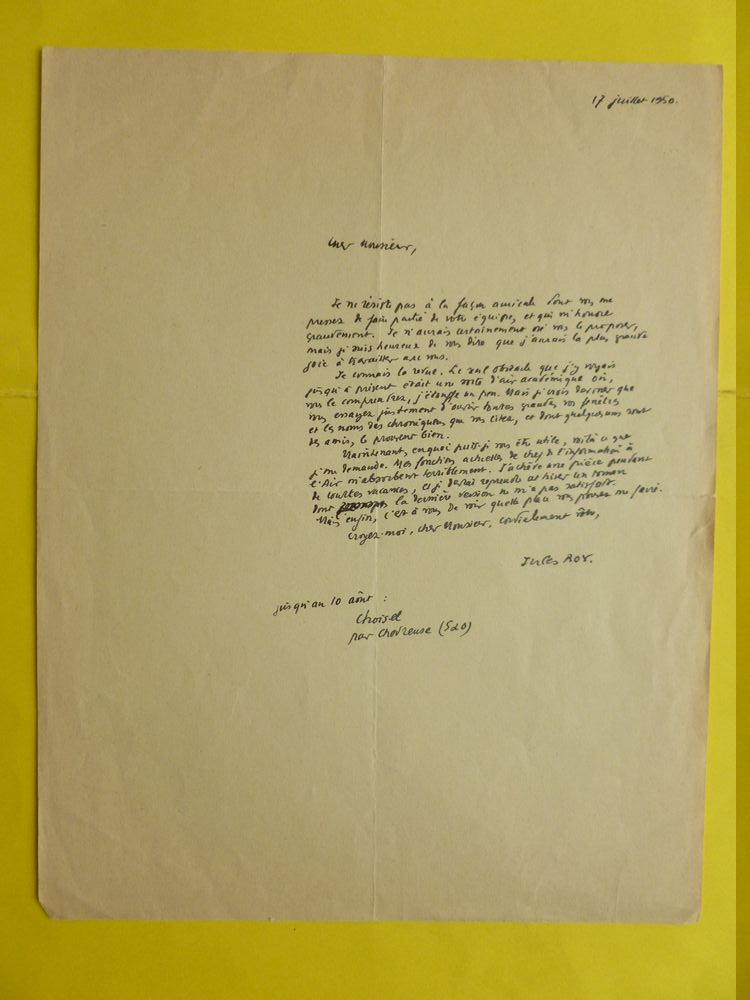 17 juillet 1950.
Cher Monsieur,
Je ne résiste pas à la façon amicale dont vous me
pressez de faire partie de votre équipe, et qui m'honore
grandement. Je n'aurais certainement osé vous le proposer,
mais je suis heureux de vous dire que j'aurais la plus grande
joie à travailler avec vous.
Je connais la revue. Le seul obstacle que j'y voyais
jusqu'à présent était une sorte d'air académique où,
vous le comprendrez, j'étouffe un peu. Mais je crois deviner que
vous essayez justement d'ouvrir toutes grandes vos fenêtres
et les noms des chroniqueurs que vous citez, et dont quelques uns sont
des amis, le prouvent bien.
Maintenant, en quoi puis-je vous être utile, voilà ce que
je me demande. Mes fonctions actuelles de chef de l'information à
l'Air m'absorbent terriblement. J'achève une pièce pendant
de courtes vacances, et je devrai reprendre cet hiver un roman
dont la dernière version ne m'a pas satisfait.
Mais enfin, c'est à vous de voir quelle place vous pouvez me faire.
Croyez-moi, cher Monsieur, cordialement vôtre,
Jules Roy.
jusqu'au 10 août :
Choisel
par Chevreuse (S&O)